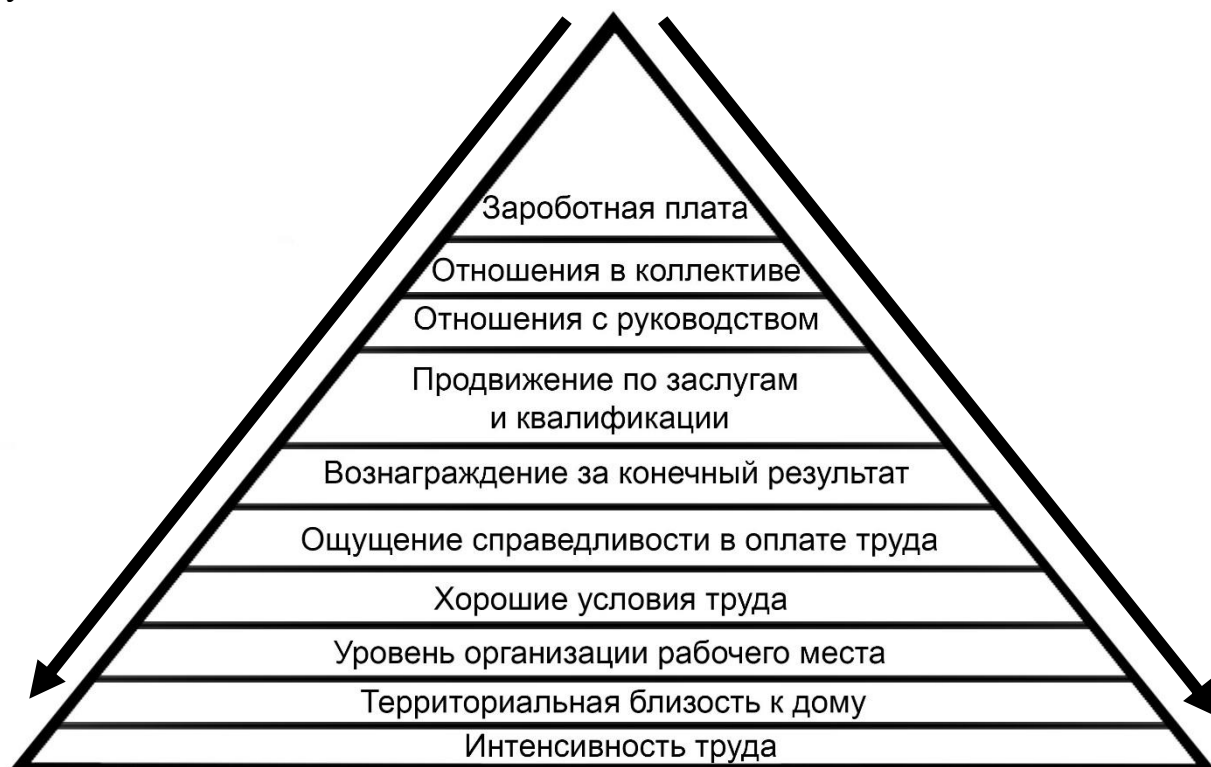 Зароботная плата
Отношения в коллективе
Отношения с руководством
Продвижение по заслугам
и квалификации
Вознаграждение за конечный результат
Ощущение справедливости в оплате труда
Хорошие условия труда
Уровень организации рабочего места
Территориальная близость к дому
Интенсивность труда